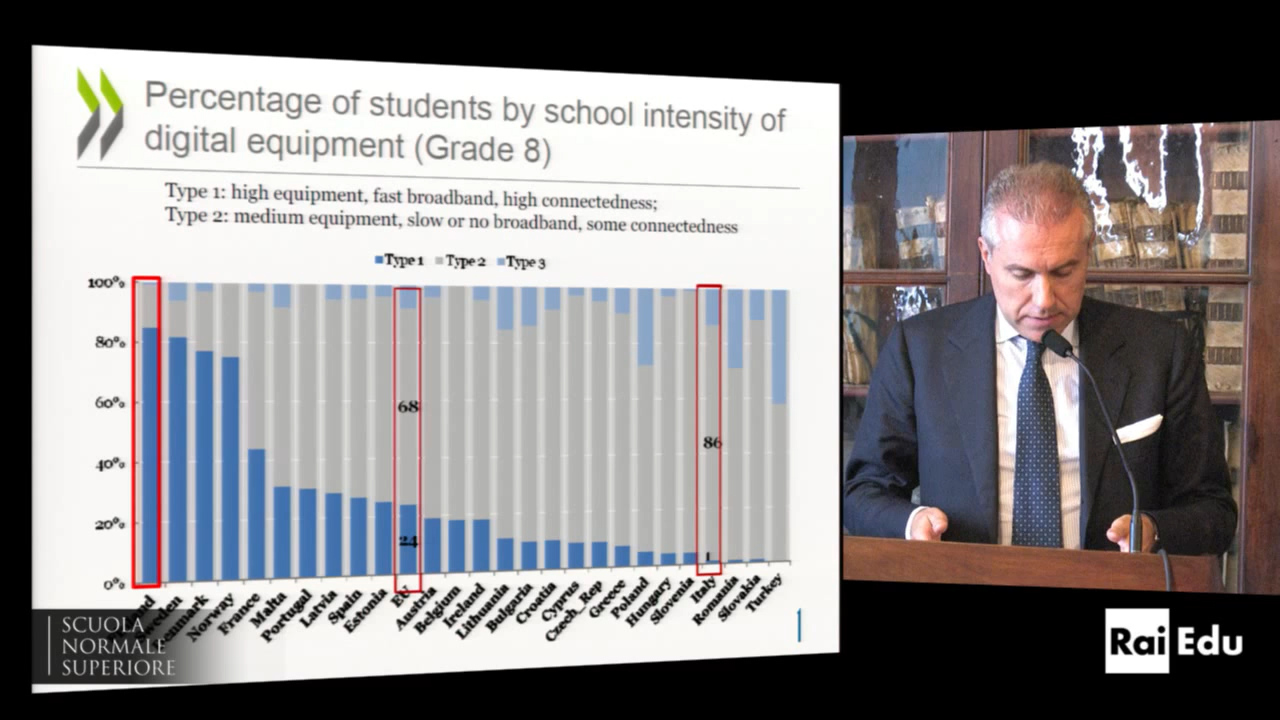 Percentage of students by school intensity of
digital equipment (Grade 8)
Type 1: high equipment, fast broadband, high connectedness;
Type 2: medium equipment, slow or no broadband, some connectedness
Type 1 Type 2 Type 3
100%
80%
60%
40%
20%
0%
68
24
86
1
Norway
France
Malta
Portugal
Latvia
Spain
Estonia
EU
Austria
Belgium
Ireland
Lithuania
Bulgaria
Croatia
Cyprus
Czech_Rep
Greece
Poland
Hungary
Slovenia
Italy
Romania
Slovakia
Turkey
SCUOLA
NORMALE
SUPERIORE
Rai Edu